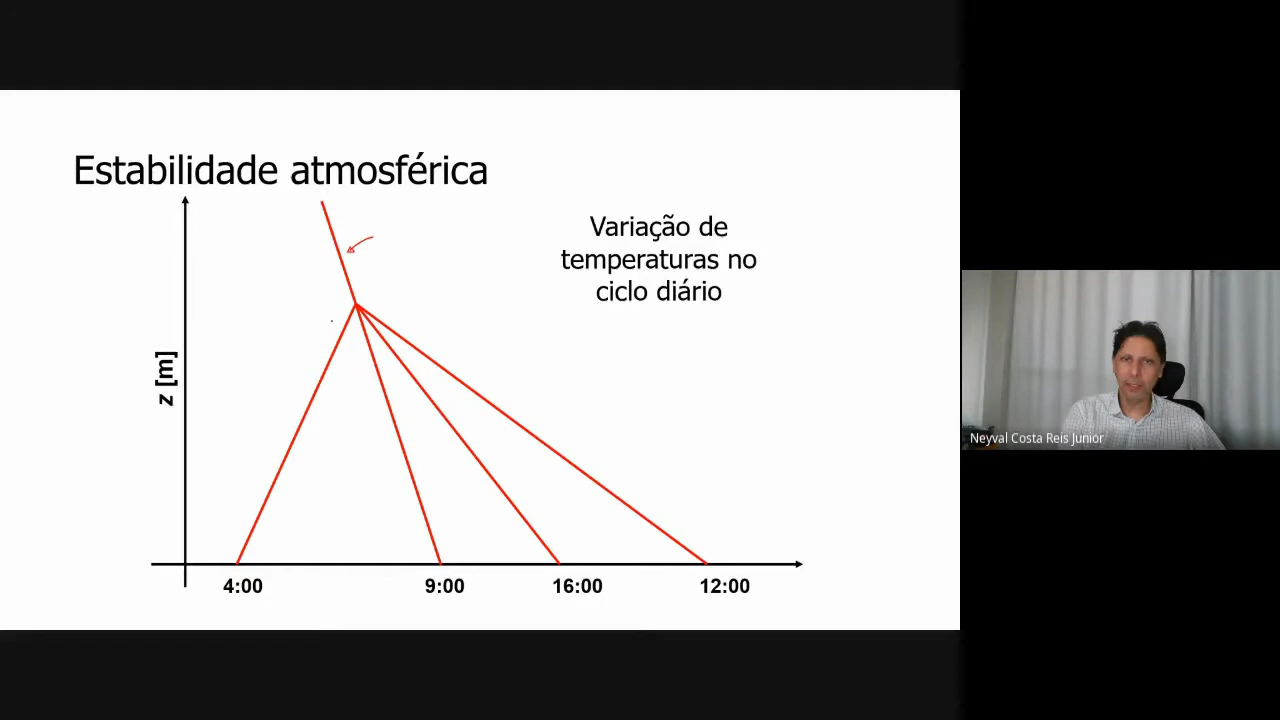 Estabilidade atmosférica
Variação de
temperaturas no
ciclo diário
z [m]
4:00
9:00
16:00
12:00
Neyval Costa Reis Junior